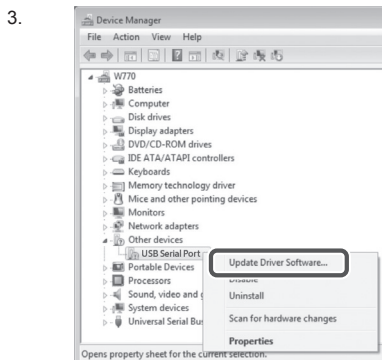 3.
Device Manager
File Action View Help
W770
Batteries
Computer
Disk drives
Display adapters
DVD/CD-ROM drives
IDE ATA/ATAPI controllers
Keyboards
Memory technology driver
Mice and other pointing devices
Monitors
Network adapters
Other devices
USB Serial Port
Portable Devices
Processors
Sound, video and g
System devices
Universal Serial Bus
Update Driver Software...
Disable
Uninstall
Scan for hardware changes
Properties
Opens property sheet for the current selection.